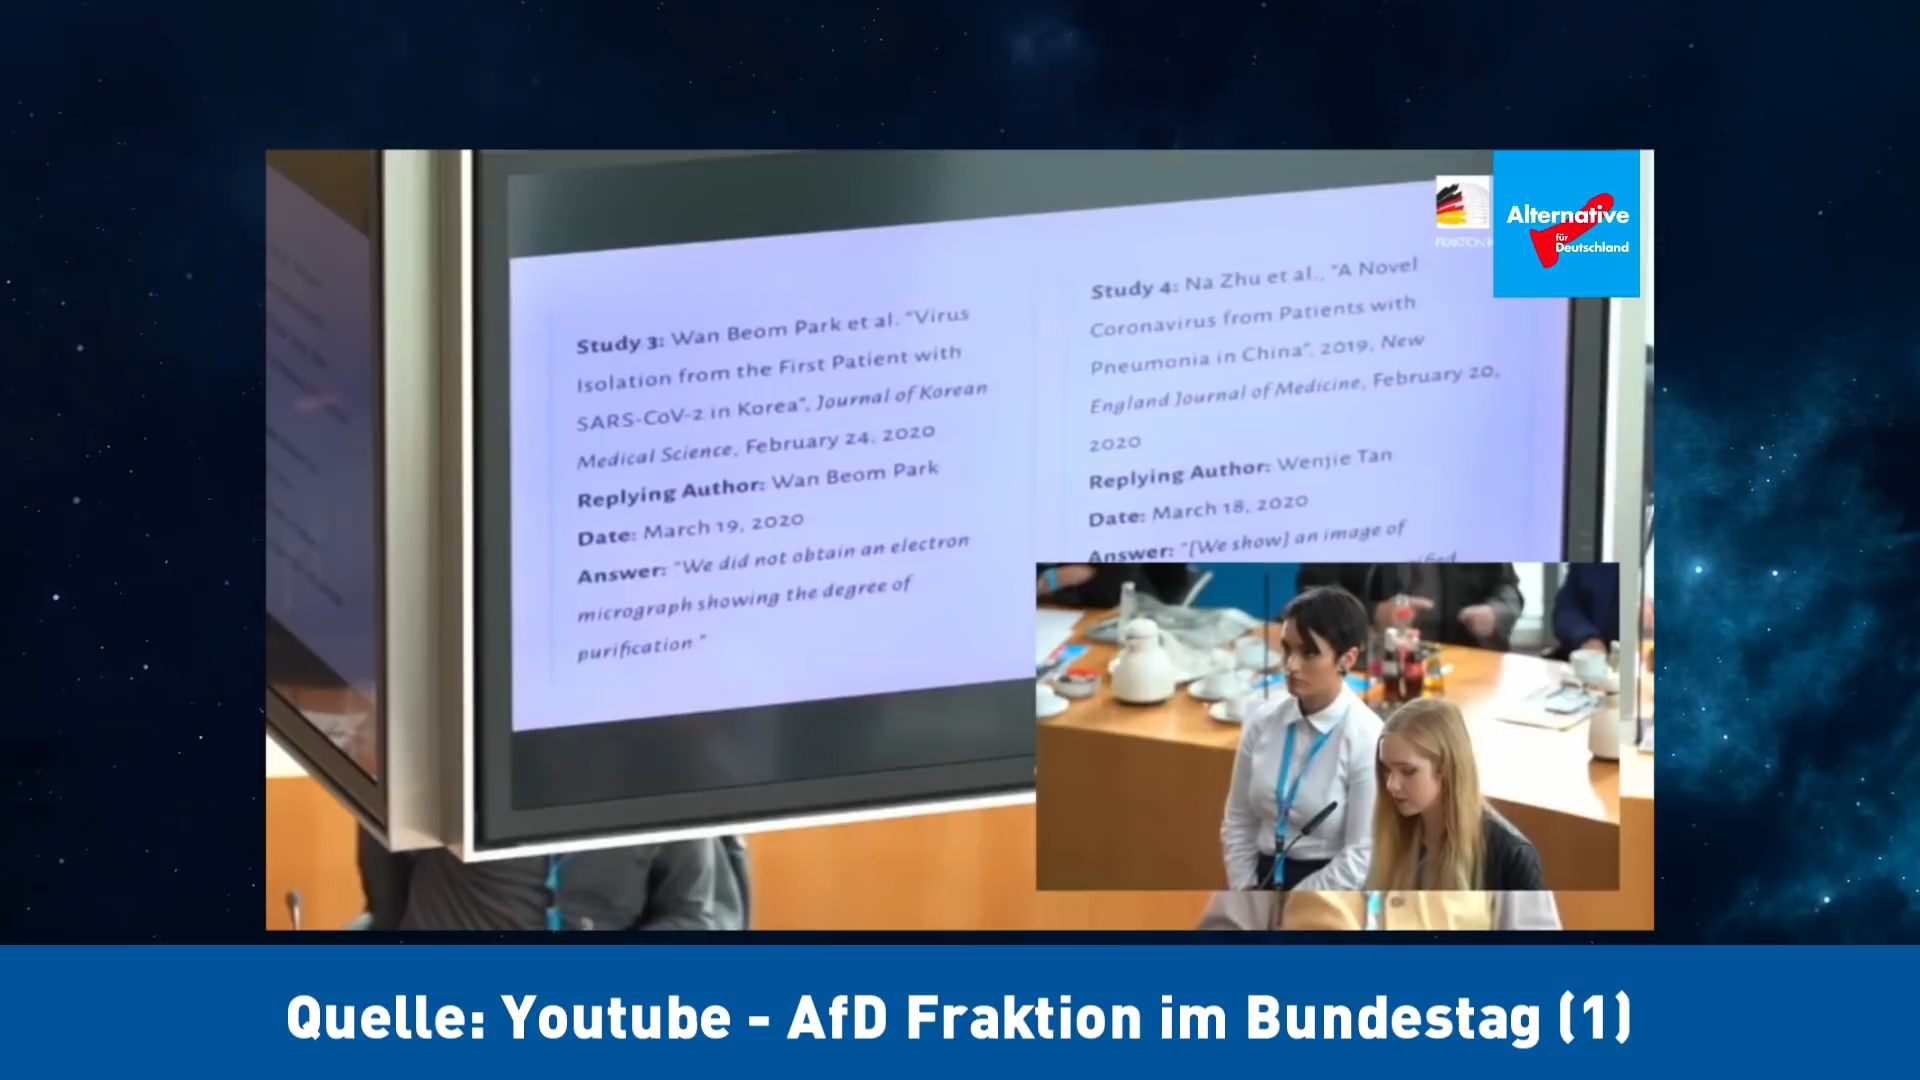 Study 3: Wan Beom Park et al. "Virus
Isolation from the First Patient with
SARS-CoV-2 in Korea", Journal of Korean
Medical Science, February 24, 2020
Replying Author: Wan Beom Park
Date: March 19, 2020
Answer: "We did not obtain an electron
micrograph showing the degree of
purification."
Study 4: Na Zhu et al., "A Novel
Coronavirus from Patients with
Pneumonia in China", 2019, New
England Journal of Medicine, February 20,
2020
Replying Author: Wenjie Tan
Date: March 18, 2020
Answer: "[We show] an image of
FRAKTION
Alternative
für
Deutschland
Quelle: Youtube - AfD Fraktion im Bundestag (1)